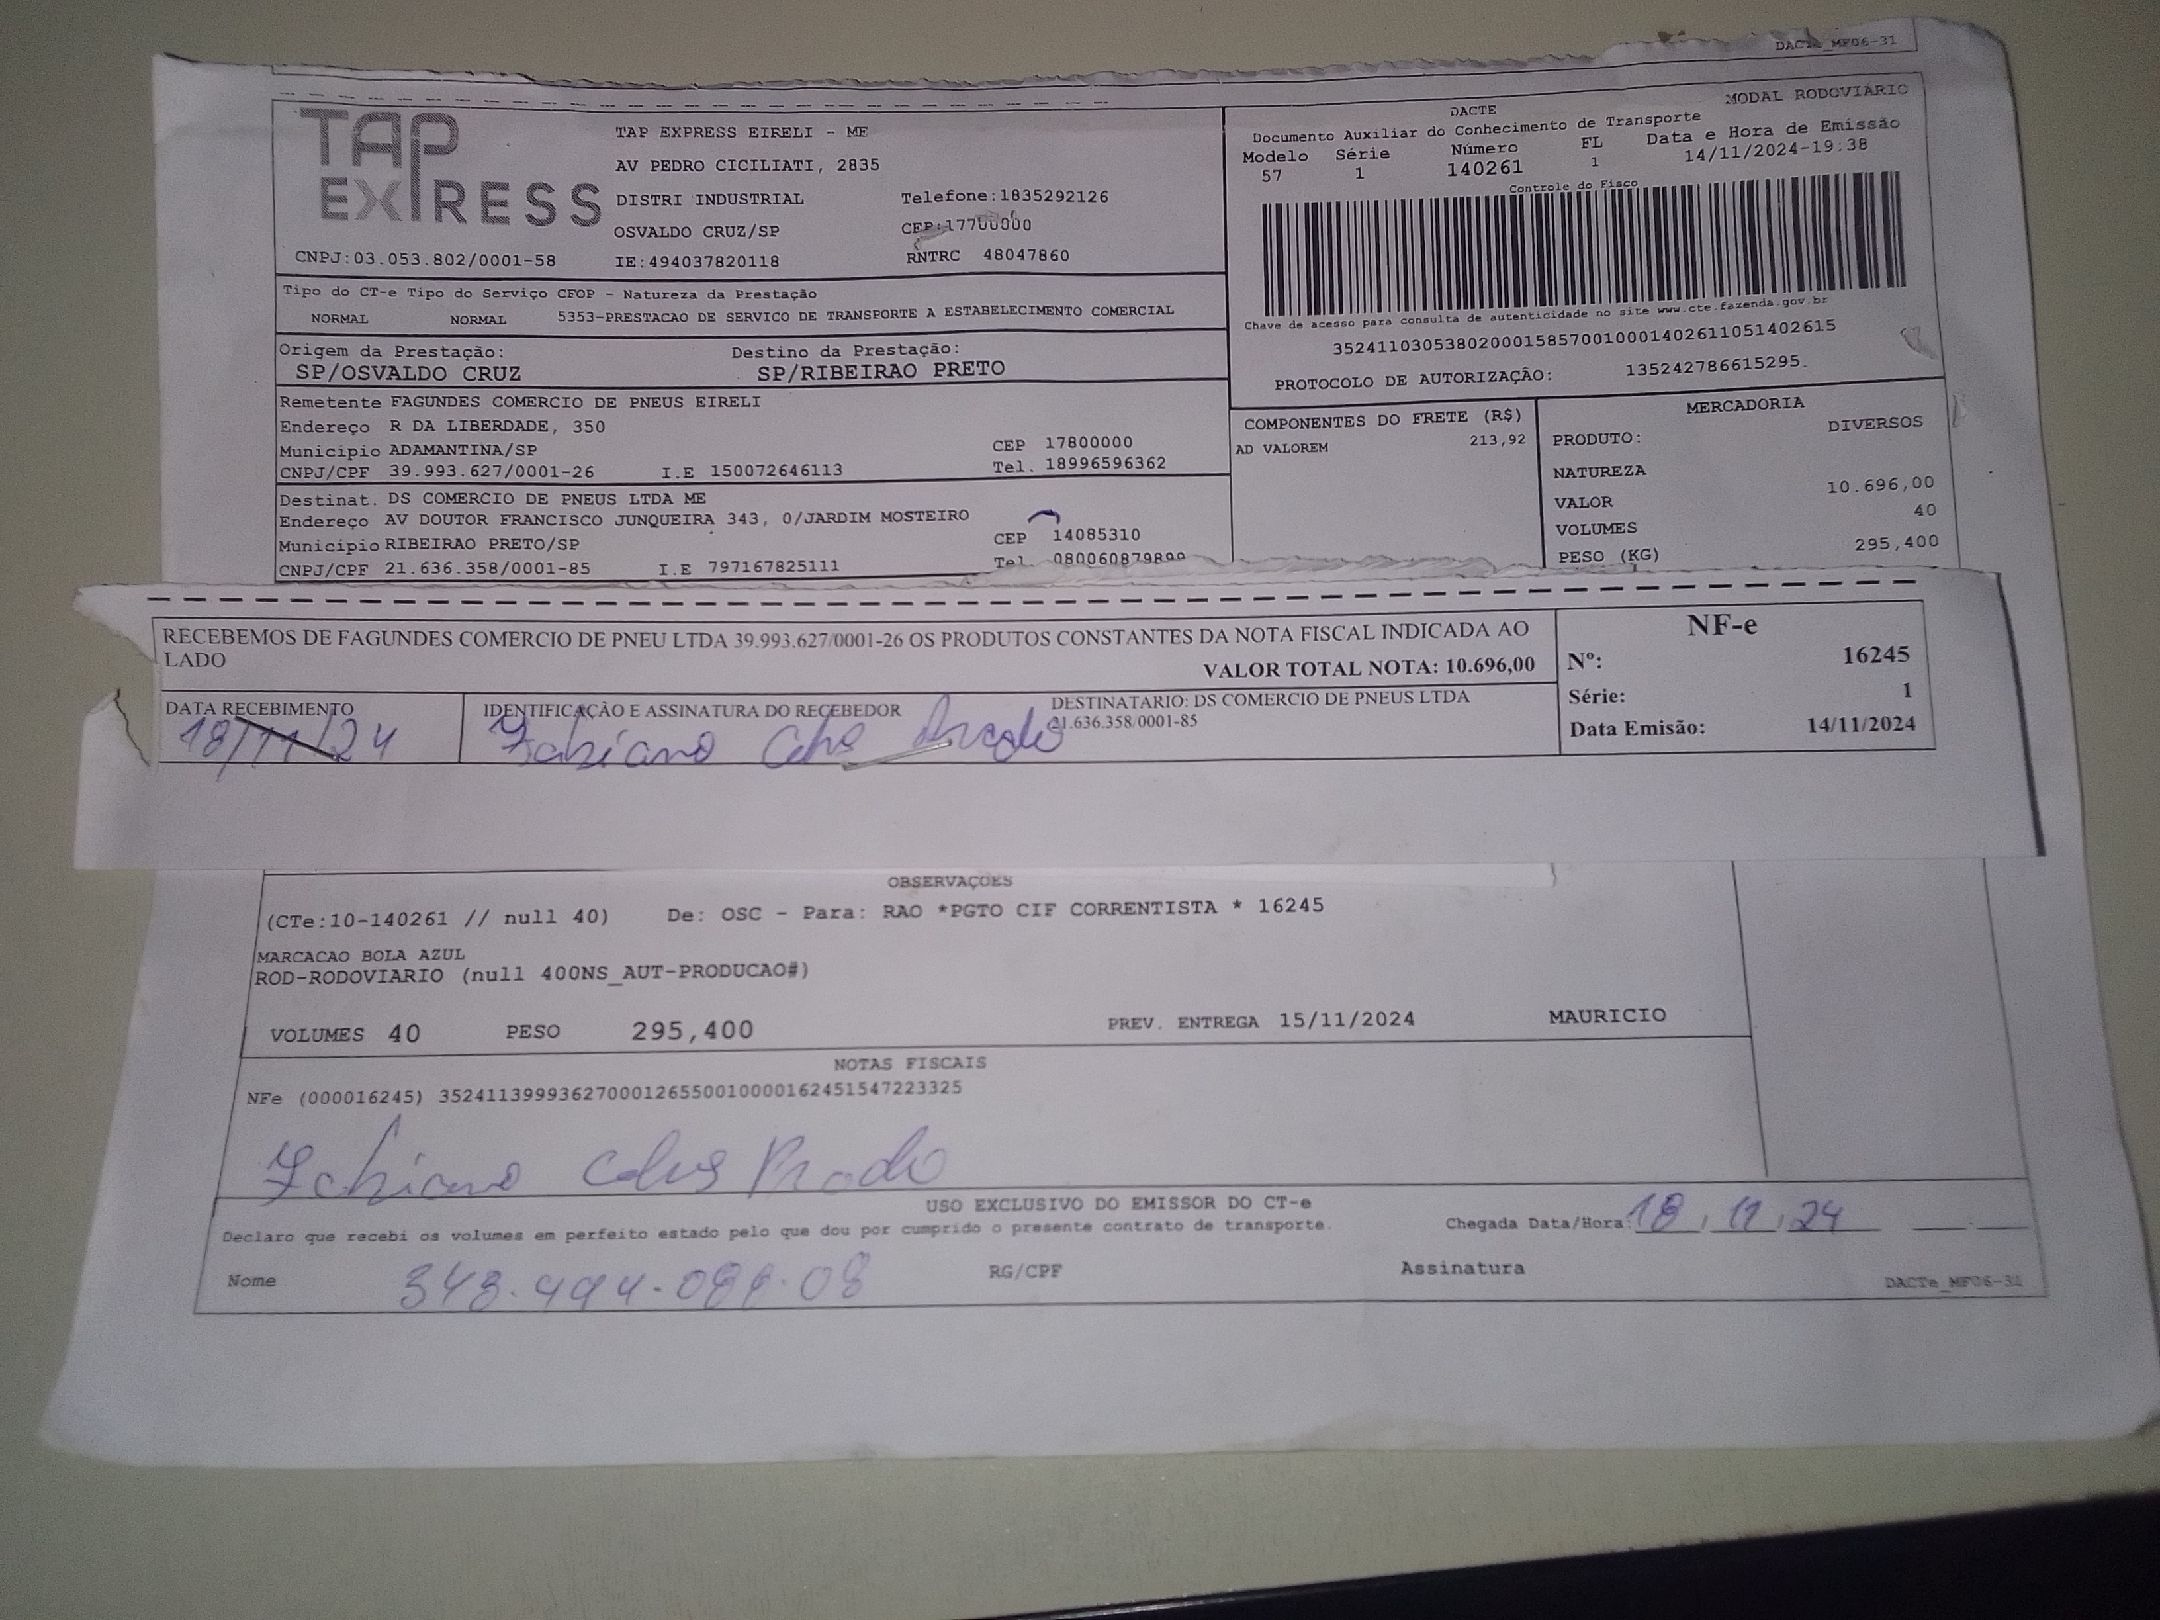 DACTe_MF06-31
TAP
EXPRESS
TAP EXPRESS EIRELI - ME
AV PEDRO CICILIATI, 2835
DISTRI INDUSTRIAL Telefone:1835292126
OSVALDO CRUZ/SP CEP:17700000
CNPJ:03.053.802/0001-58 IE:494037820118 RNTRC 48047860
DACTE MODAL RODOVIÁRIO
Documento Auxiliar do Conhecimento de Transporte
Modelo Série Número FL Data e Hora de Emissão
57 1 140261 1 14/11/2024-19:38
Controle do Fisco
Chave de acesso para consulta de autenticidade no site www.cte.fazenda.gov.br
35241103053802000158570010001402611051402615
PROTOCOLO DE AUTORIZAÇÃO: 135242786615295.
Tipo do CT-e Tipo do Serviço CFOP - Natureza da Prestação
NORMAL NORMAL 5353-PRESTACAO DE SERVICO DE TRANSPORTE A ESTABELECIMENTO COMERCIAL
Origem da Prestação: Destino da Prestação:
SP/OSVALDO CRUZ SP/RIBEIRAO PRETO
Remetente FAGUNDES COMERCIO DE PNEUS EIRELI
Endereço R DA LIBERDADE, 350
Município ADAMANTINA/SP CEP 17800000
CNPJ/CPF 39.993.627/0001-26 I.E 150072646113 Tel. 18996596362
Destinat. DS COMERCIO DE PNEUS LTDA ME
Endereço AV DOUTOR FRANCISCO JUNQUEIRA 343, 0/JARDIM MOSTEIRO
Município RIBEIRAO PRETO/SP CEP 14085310
CNPJ/CPF 21.636.358/0001-85 I.E 797167825111 Tel. 080060879899
COMPONENTES DO FRETE (R$)
AD VALOREM 213,92
MERCADORIA
PRODUTO: DIVERSOS
NATUREZA
VALOR 10.696,00
VOLUMES 40
PESO (KG) 295,400
RECEBEMOS DE FAGUNDES COMERCIO DE PNEU LTDA 39.993.627/0001-26 OS PRODUTOS CONSTANTES DA NOTA FISCAL INDICADA AO
LADO
VALOR TOTAL NOTA: 10.696,00
DATA RECEBIMENTO IDENTIFICAÇÃO E ASSINATURA DO RECEBEDOR DESTINATARIO: DS COMERCIO DE PNEUS LTDA
21.636.358/0001-85
18/11/24 Fabiano
NF-e
Nº: 16245
Série: 1
Data Emisão: 14/11/2024
OBSERVAÇÕES
(CTe:10-140261 // null 40) De: OSC - Para: RAO *PGTO CIF CORRENTISTA * 16245
MARCACAO BOLA AZUL
ROD-RODOVIARIO (null 400NS_AUT-PRODUCAO#)
VOLUMES 40 PESO 295,400 PREV. ENTREGA 15/11/2024 MAURICIO
NOTAS FISCAIS
NFe (000016245) 35241139993627000126550010000162451547223325
Fabiano Prado
USO EXCLUSIVO DO EMISSOR DO CT-e
Declaro que recebi os volumes em perfeito estado pelo que dou por cumprido o presente contrato de transporte. Chegada Data/Hora: 18, 11, 24
Nome RG/CPF Assinatura
DACTe_MF06-31